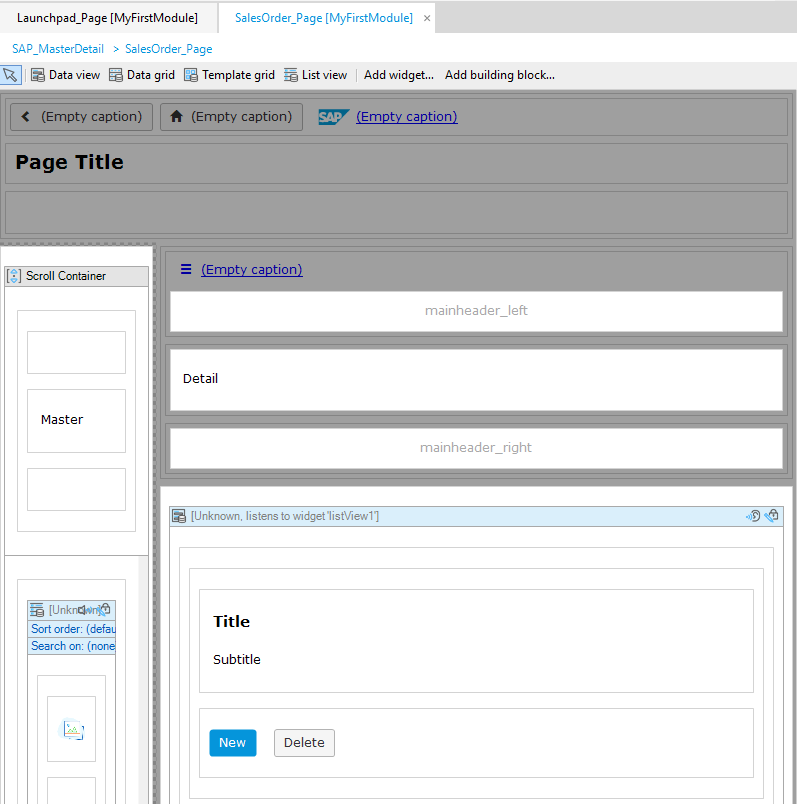 Launchpad_Page [MyFirstModule]
SalesOrder_Page [MyFirstModule] ×
SAP_MasterDetail > SalesOrder_Page
Data view Data grid Template grid List view Add widget... Add building block...
(Empty caption) (Empty caption) SAP (Empty caption)
Page Title
Scroll Container
Master
[Unknown]
Sort order: (defau
Search on: (none
(Empty caption)
mainheader_left
Detail
mainheader_right
[Unknown, listens to widget 'listView1']
Title
Subtitle
New Delete